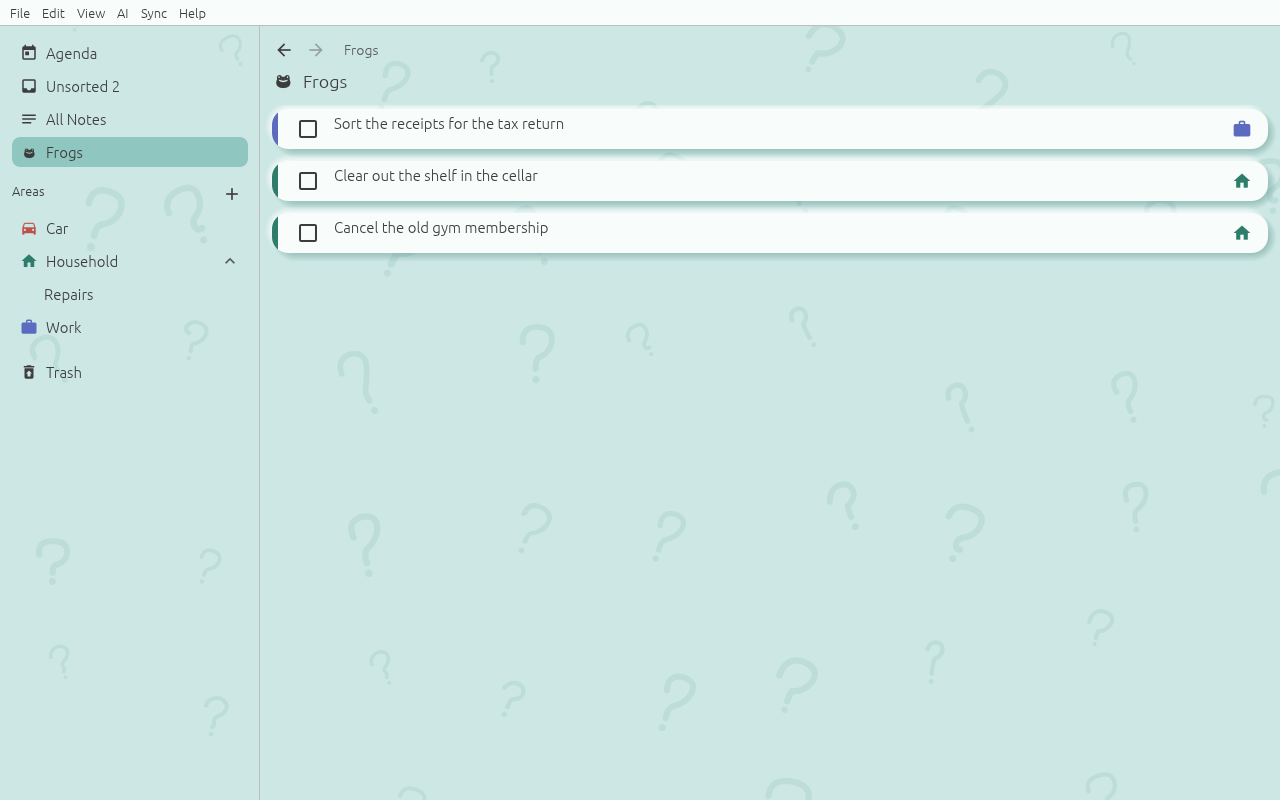 File Edit View AI Sync Help
Agenda
Unsorted 2
All Notes
Frogs
Areas
Car
Household
Repairs
Work
Trash
Frogs
Frogs
Sort the receipts for the tax return
Clear out the shelf in the cellar
Cancel the old gym membership